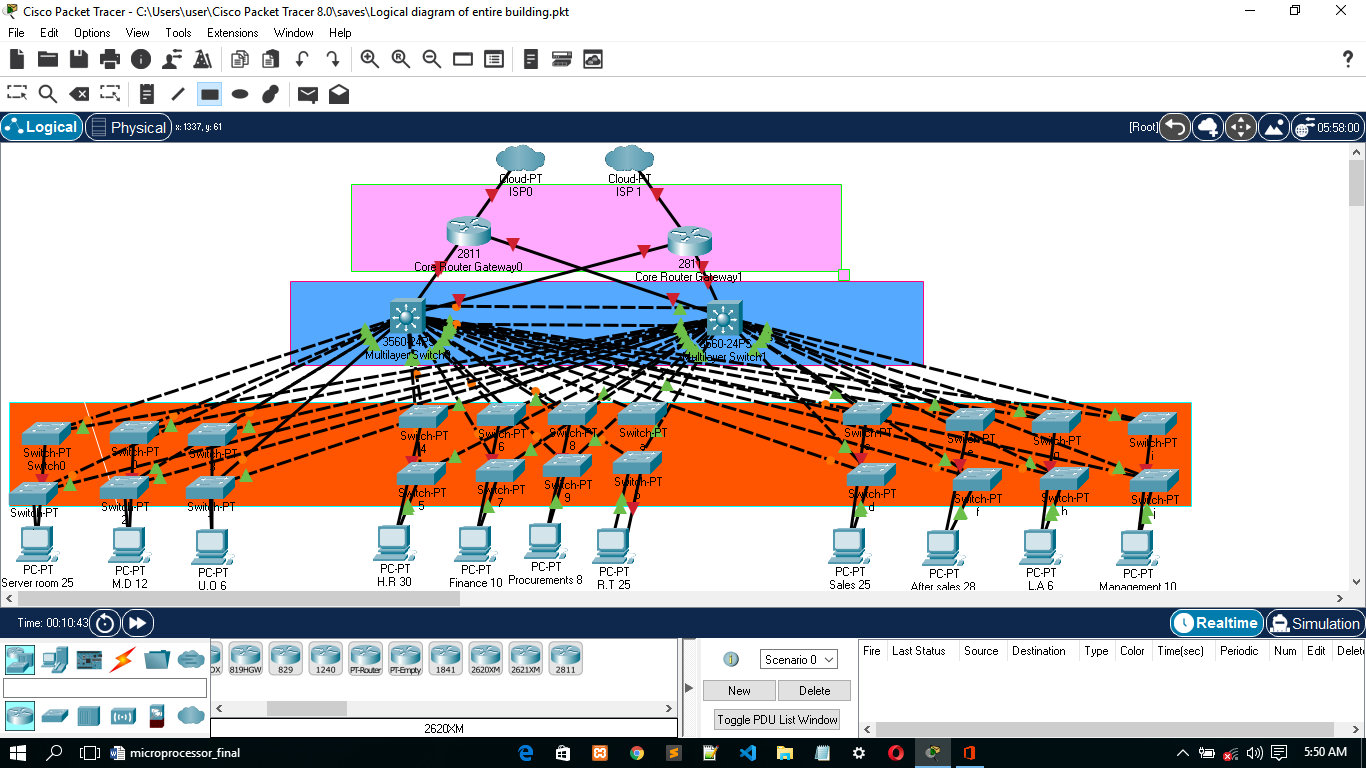 Cisco Packet Tracer - C:\Users\user\Cisco Packet Tracer 8.0\saves\Logical diagram of entire building.pkt
File Edit Options View Tools Extensions Window Help
Logical Physical x: 1337, y: 61 [Root] 05:58:00
Cloud-PT Cloud-PT
ISP0 ISP 1
2811
Core Router Gateway0
281
Core Router Gateway1
3560-24PS
Multilayer Switch0
3560-24PS
Multilayer Switch1
Switch-PT
Switch0
Switch-PT
Switch-PT
Switch-PT
4
Switch-PT
6
Switch-PT
8
Switch-PT
a
Switch-PT
c
Switch-PT
e
Switch-PT
g
Switch-PT
i
Switch-PT
Switch-PT
2
Switch-PT
Switch-PT
5
Switch-PT
7
Switch-PT
9
Switch-PT
b
Switch-PT
d
Switch-PT
f
Switch-PT
h
Switch-PT
j
PC-PT
Server room 25
PC-PT
M.D 12
PC-PT
U.O 6
PC-PT
H.R 30
PC-PT
Finance 10
PC-PT
Procurements 8
PC-PT
R.T 25
PC-PT
Sales 25
PC-PT
After sales 28
PC-PT
L.A 6
PC-PT
Management 10
Time: 00:10:43 Realtime Simulation
OX 819HGW 829 1240 PT-Router PT-Empty 1841 2620XM 2621XM 2811
2620XM
Scenario 0
New Delete
Toggle PDU List Window
Fire Last Status Source Destination Type Color Time(sec) Periodic Num Edit Delete
microprocessor_final 5:50 AM